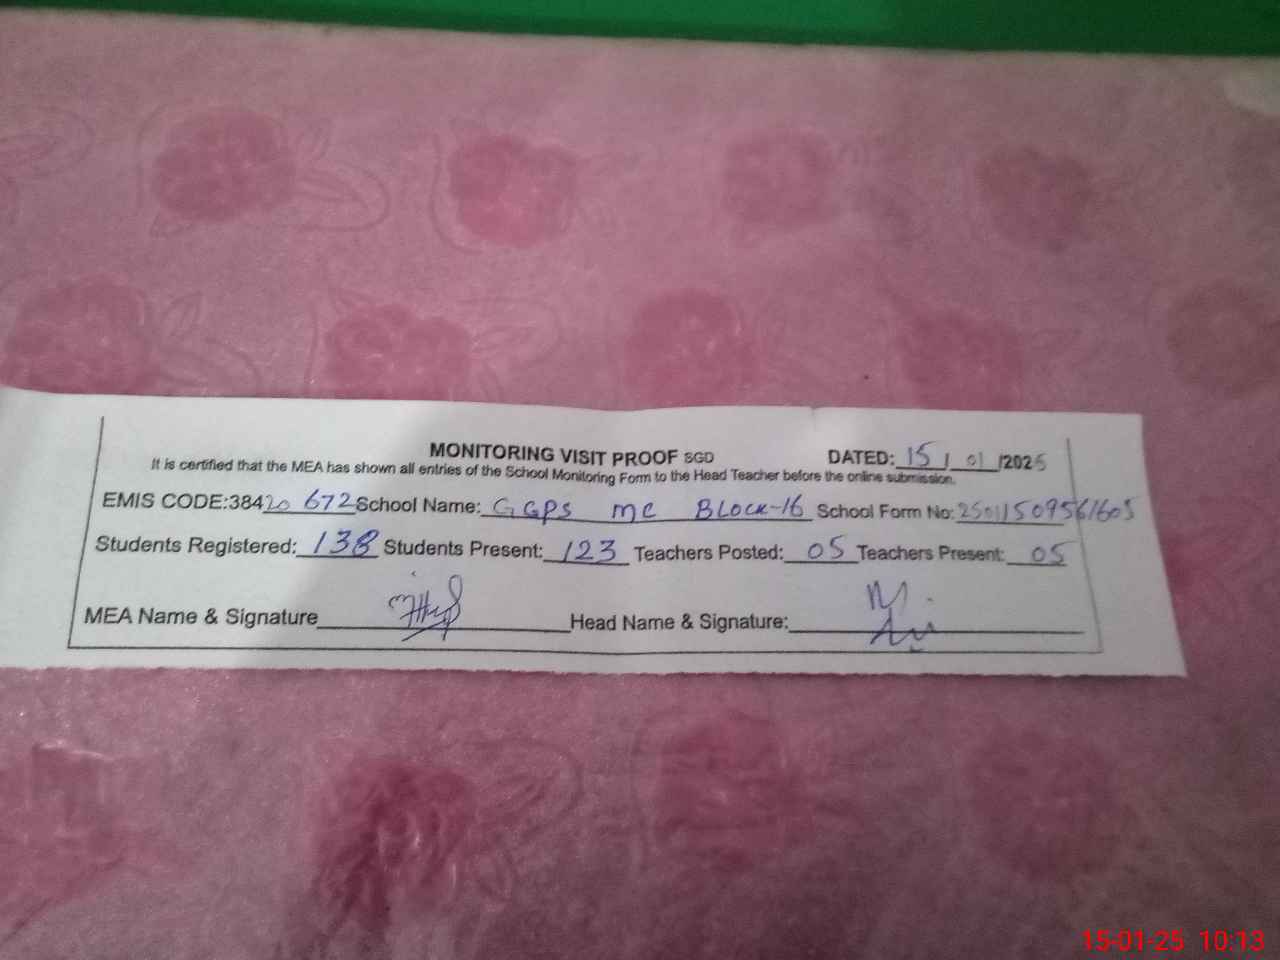 MONITORING VISIT PROOF SGD DATED: 15/01/2025
It is certified that the MEA has shown all entries of the School Monitoring Form to the Head Teacher before the online submission.
EMIS CODE:38420672 School Name: GGPS MC BLOCK-16 School Form No: 25011509561605
Students Registered: 138 Students Present: 123 Teachers Posted: 05 Teachers Present: 05
MEA Name & Signature Head Name & Signature:
15-01-25 10:13